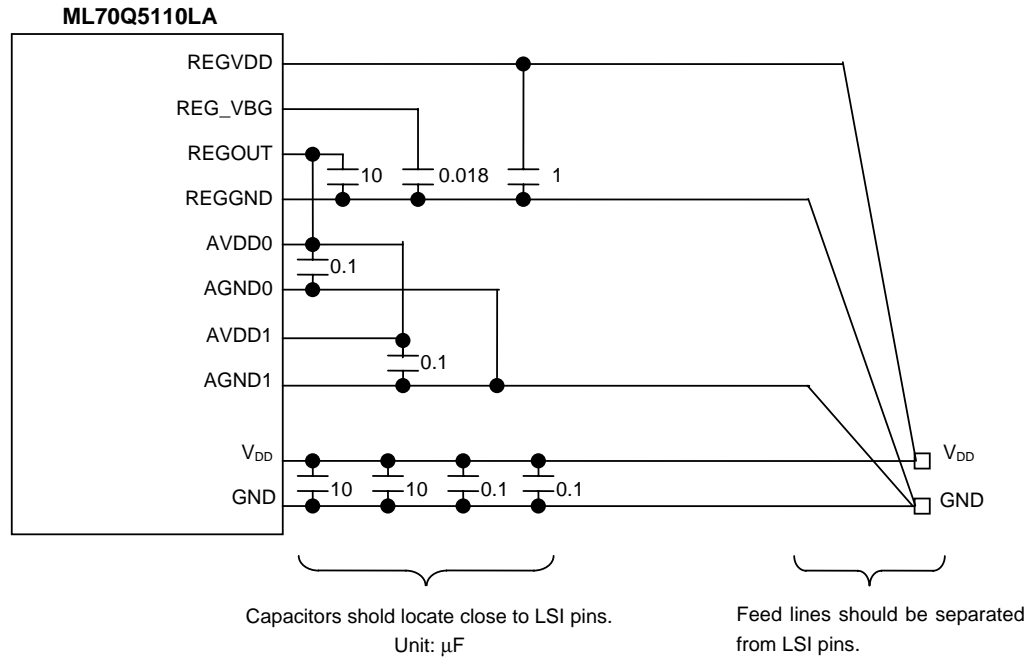 ML70Q5110LA
REGVDD
REG_VBG
REGOUT
10
0.018
1
REGGND
AVDD0
0.1
AGND0
AVDD1
0.1
AGND1
VDD
VDD
10
10
0.1
0.1
GND
GND
Capacitors shold locate close to LSI pins.
Unit: μF
Feed lines should be separated
from LSI pins.